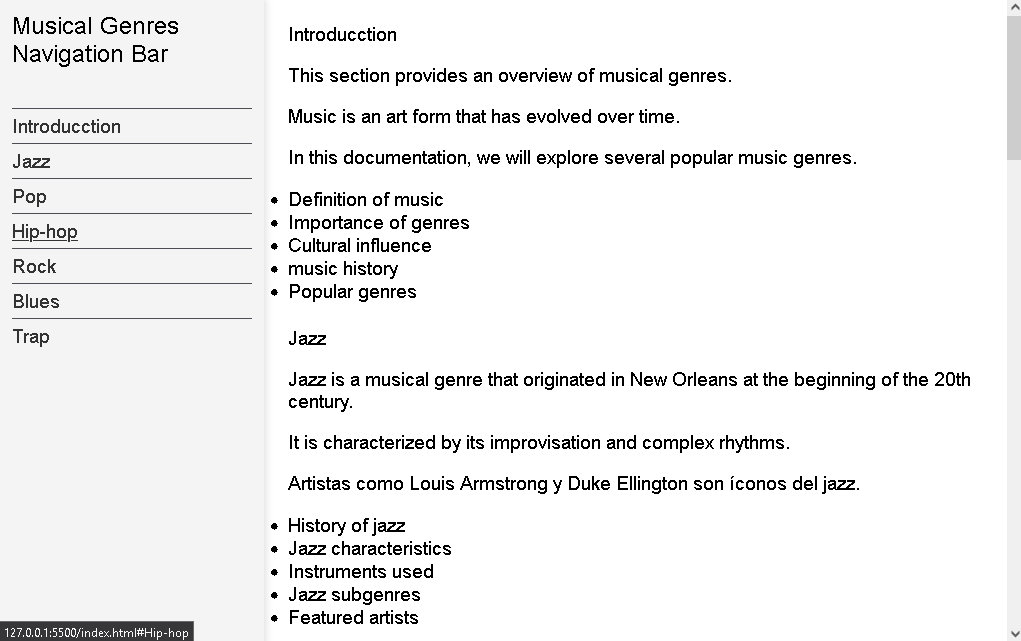 Musical Genres
Navigation Bar
Introducction
Jazz
Pop
Hip-hop
Rock
Blues
Trap
Introducction
This section provides an overview of musical genres.
Music is an art form that has evolved over time.
In this documentation, we will explore several popular music genres.
Definition of music
Importance of genres
Cultural influence
music history
Popular genres
Jazz
Jazz is a musical genre that originated in New Orleans at the beginning of the 20th
century.
It is characterized by its improvisation and complex rhythms.
Artistas como Louis Armstrong y Duke Ellington son íconos del jazz.
History of jazz
Jazz characteristics
Instruments used
Jazz subgenres
Featured artists
127.0.0.1:5500/index.html#Hip-hop